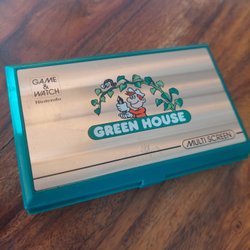 GAME
&
WATCH
Nintendo
GREEN HOUSE
MULTI SCREEN